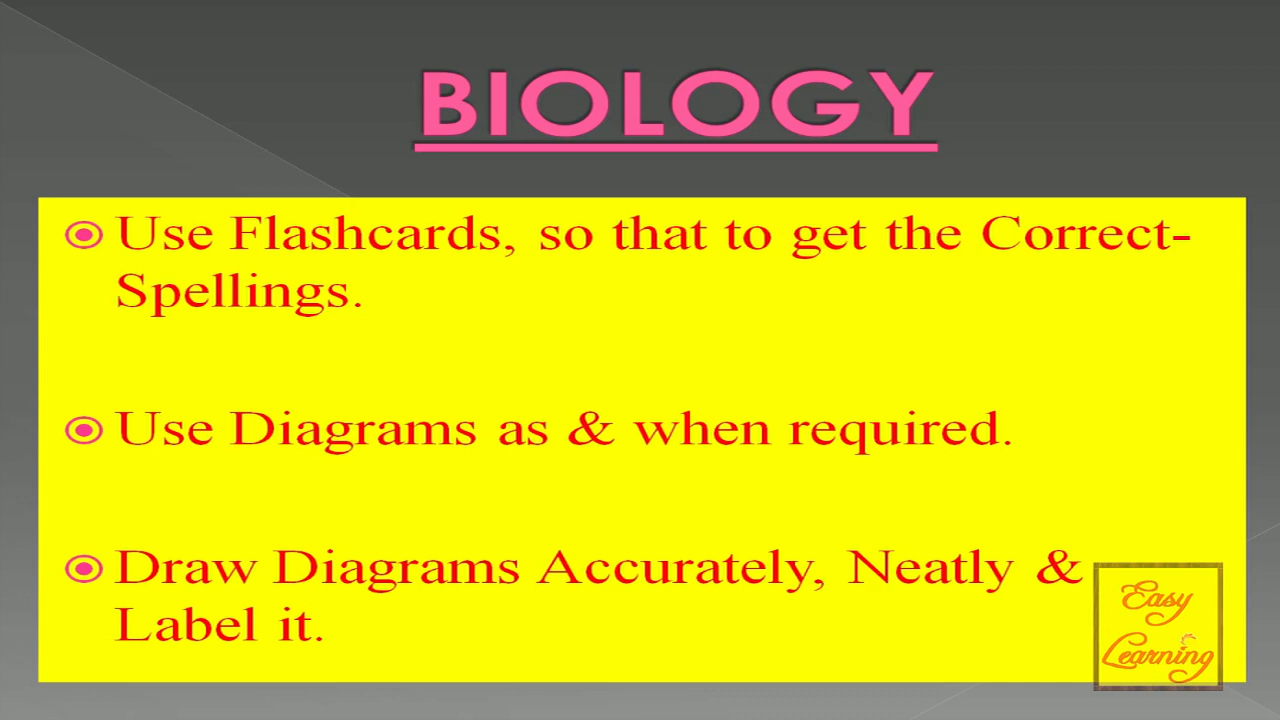 BIOLOGY
Use Flashcards, so that to get the Correct-
Spellings.
Use Diagrams as & when required.
Draw Diagrams Accurately, Neatly &
Label it.
Easy
Learning